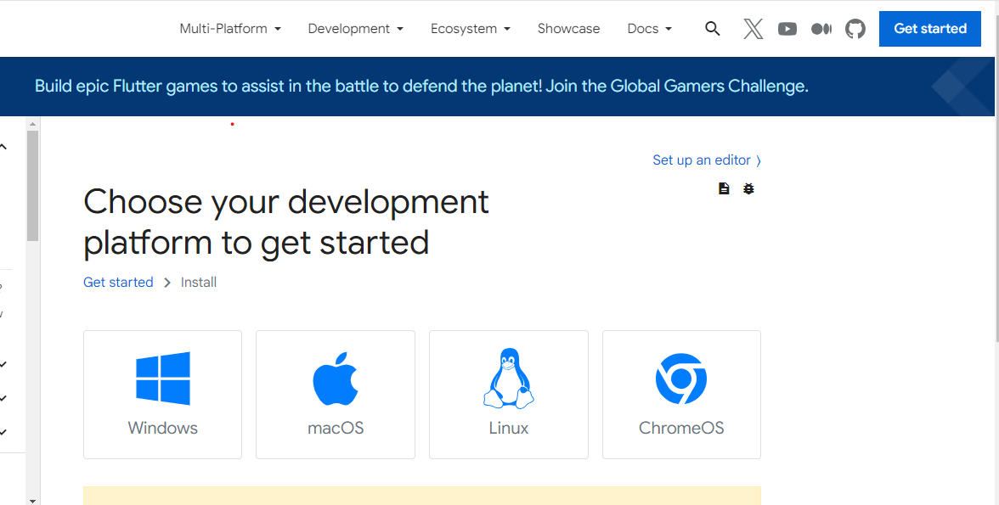 Multi-Platform Development Ecosystem Showcase Docs Get started
Build epic Flutter games to assist in the battle to defend the planet! Join the Global Gamers Challenge.
Set up an editor
Choose your development
platform to get started
Get started Install
Windows macOS Linux ChromeOS